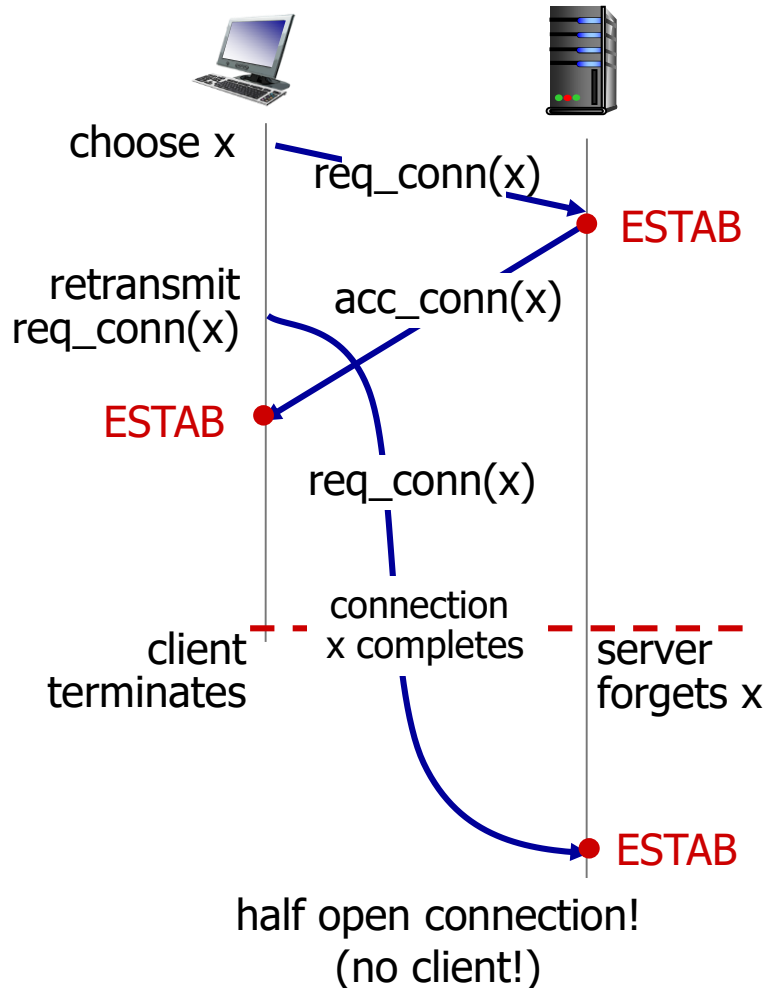 choose x
req_conn(x)
ESTAB
retransmit
req_conn(x)
acc_conn(x)
ESTAB
req_conn(x)
connection
x completes
client
terminates
server
forgets x
ESTAB
half open connection!
(no client!)